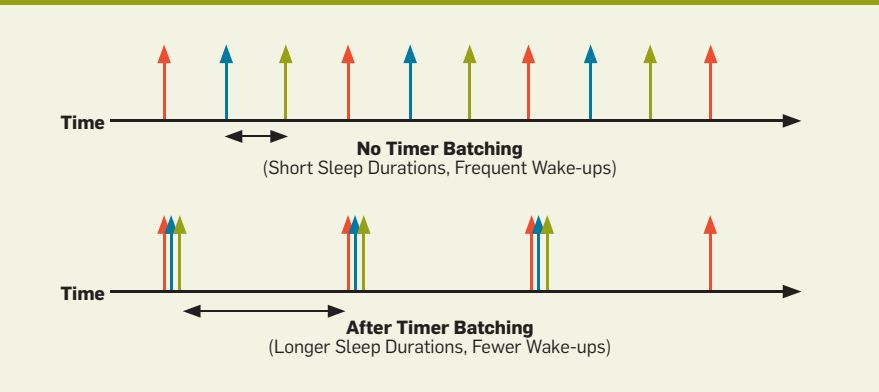 Time
No Timer Batching
(Short Sleep Durations, Frequent Wake-ups)
Time
After Timer Batching
(Longer Sleep Durations, Fewer Wake-ups)